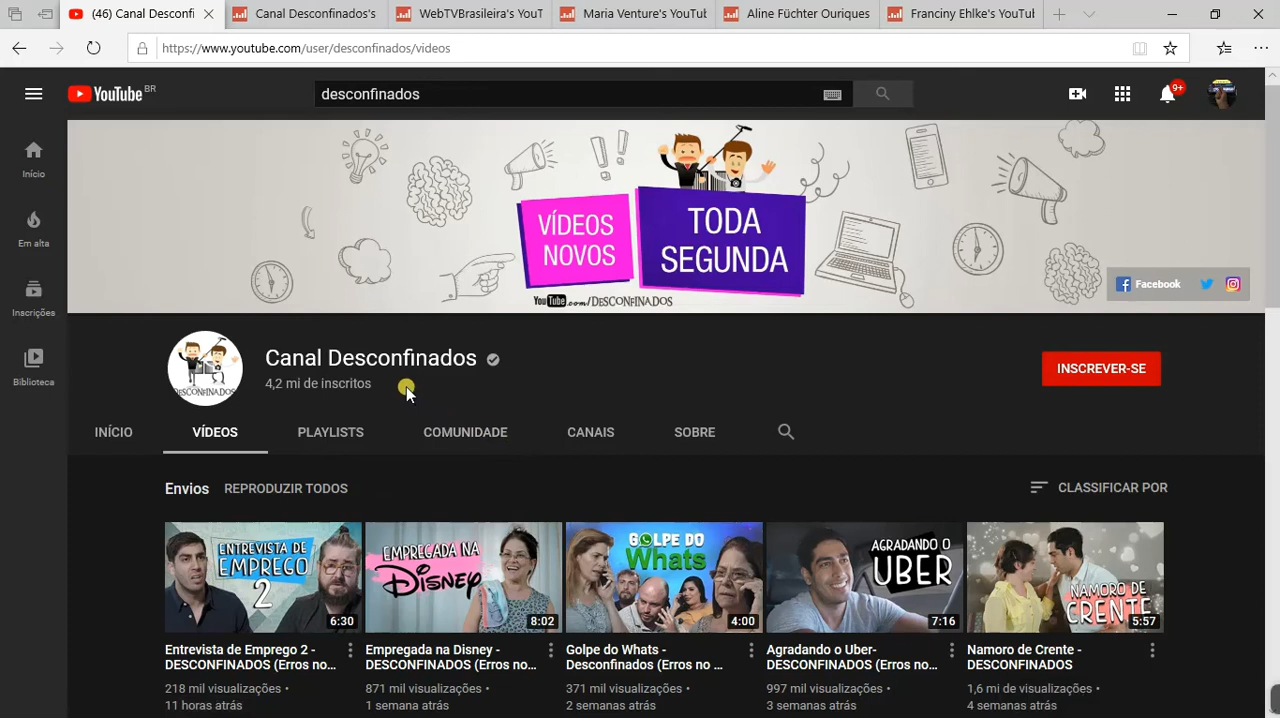 (46) Canal Desconfi
Canal Desconfinados's
WebTVBrasileira's YouT
Maria Venture's YouTub
Aline Füchter Ouriques
Franciny Ehlke's YouTub
https://www.youtube.com/user/desconfinados/videos
YouTube BR
desconfinados
9+
Início
Em alta
Inscrições
Biblioteca
VÍDEOS
NOVOS
TODA
SEGUNDA
YouTube.com/DESCONFINADOS
Facebook
DESCONFINADOS
Canal Desconfinados
4,2 mi de inscritos
INSCREVER-SE
INÍCIO
VÍDEOS
PLAYLISTS
COMUNIDADE
CANAIS
SOBRE
Envios
REPRODUZIR TODOS
CLASSIFICAR POR
ENTREVISTA DE
EMPREGO
2
6:30
EMPREGADA NA
DISNEY
8:02
GOLPE DO
Whats
4:00
AGRADANDO O
UBER
7:16
NAMORO DE
CRENTE
5:57
Entrevista de Emprego 2 -
DESCONFINADOS (Erros no...
218 mil visualizações •
11 horas atrás
Empregada na Disney -
DESCONFINADOS (Erros no...
871 mil visualizações •
1 semana atrás
Golpe do Whats -
Desconfinados (Erros no ...
371 mil visualizações •
2 semanas atrás
Agradando o Uber-
DESCONFINADOS (Erros no...
997 mil visualizações •
3 semanas atrás
Namoro de Crente -
DESCONFINADOS
1,6 mi de visualizações •
4 semanas atrás